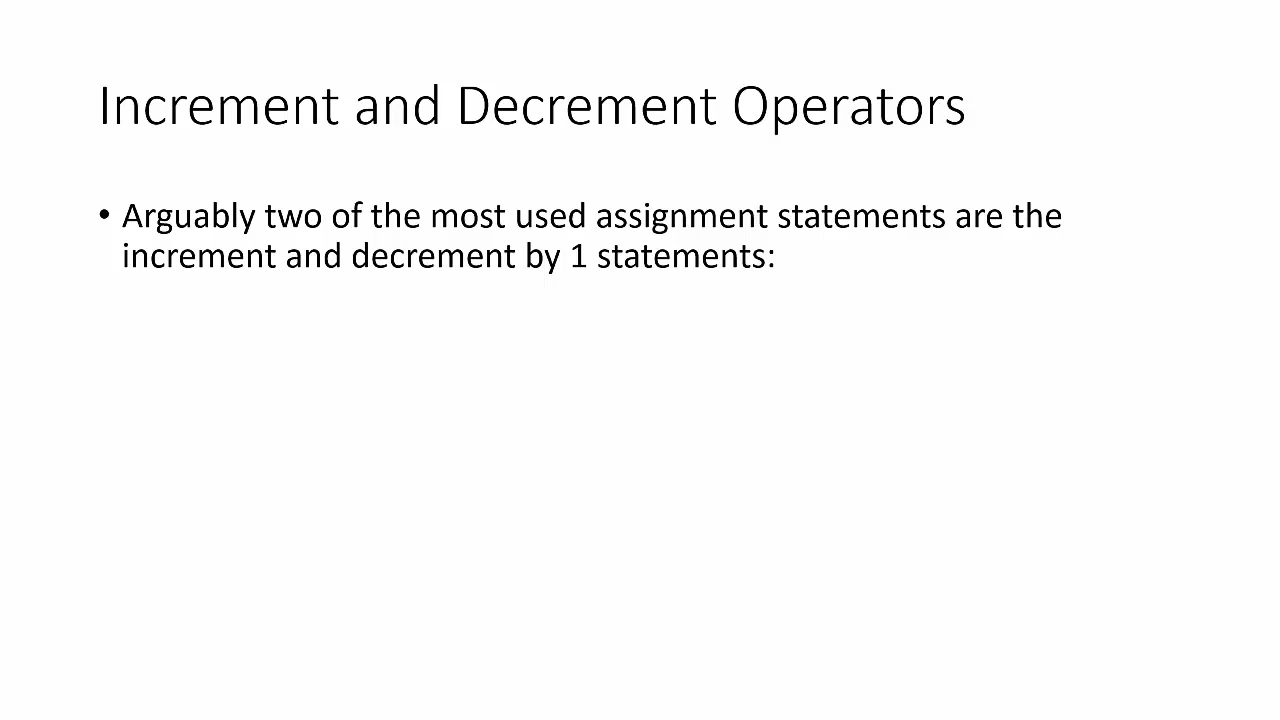 Increment and Decrement Operators
• Arguably two of the most used assignment statements are the
increment and decrement by 1 statements: